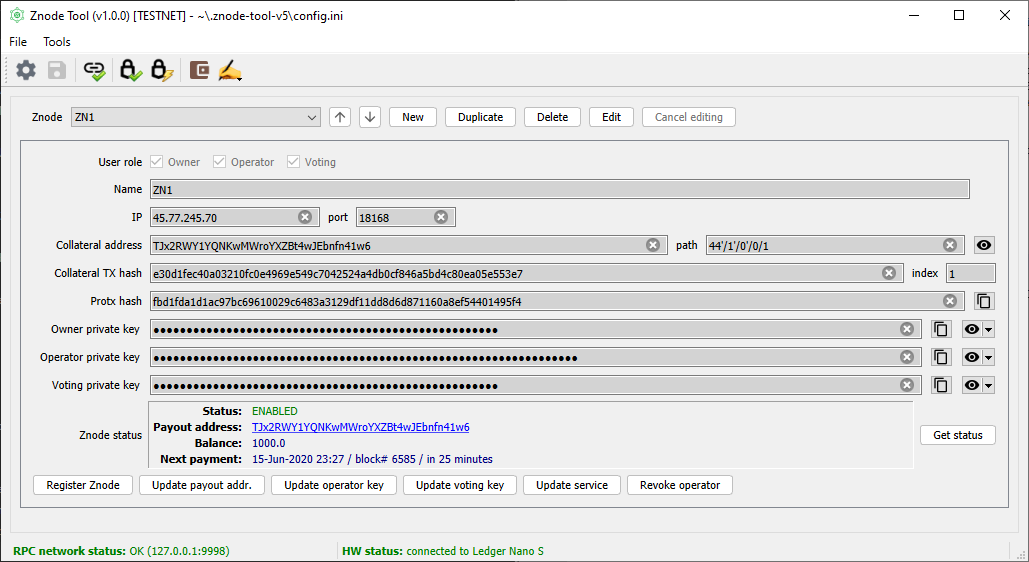 Znode Tool (v1.0.0) [TESTNET] - ~\.znode-tool-v5\config.ini
File Tools
Znode ZN1 New Duplicate Delete Edit Cancel editing
User role Owner Operator Voting
Name ZN1
IP 45.77.245.70 port 18168
Collateral address TJx2RWY1YQNKwMWroYXZBt4wJEbnfn41w6 path 44'/1'/0'/0/1
Collateral TX hash e30d1fec40a03210fc0e4969e549c7042524a4db0cf846a5bd4c80ea05e553e7 index 1
Protx hash fbd1fda1d1ac97bc69610029c6483a3129df11dd8d6d871160a8ef54401495f4
Owner private key
Operator private key
Voting private key
Znode status
Status: ENABLED
Payout address: TJx2RWY1YQNKwMWroYXZBt4wJEbnfn41w6
Balance: 1000.0
Next payment: 15-Jun-2020 23:27 / block# 6585 / in 25 minutes
Get status
Register Znode Update payout addr. Update operator key Update voting key Update service Revoke operator
RPC network status: OK (127.0.0.1:9998) HW status: connected to Ledger Nano S